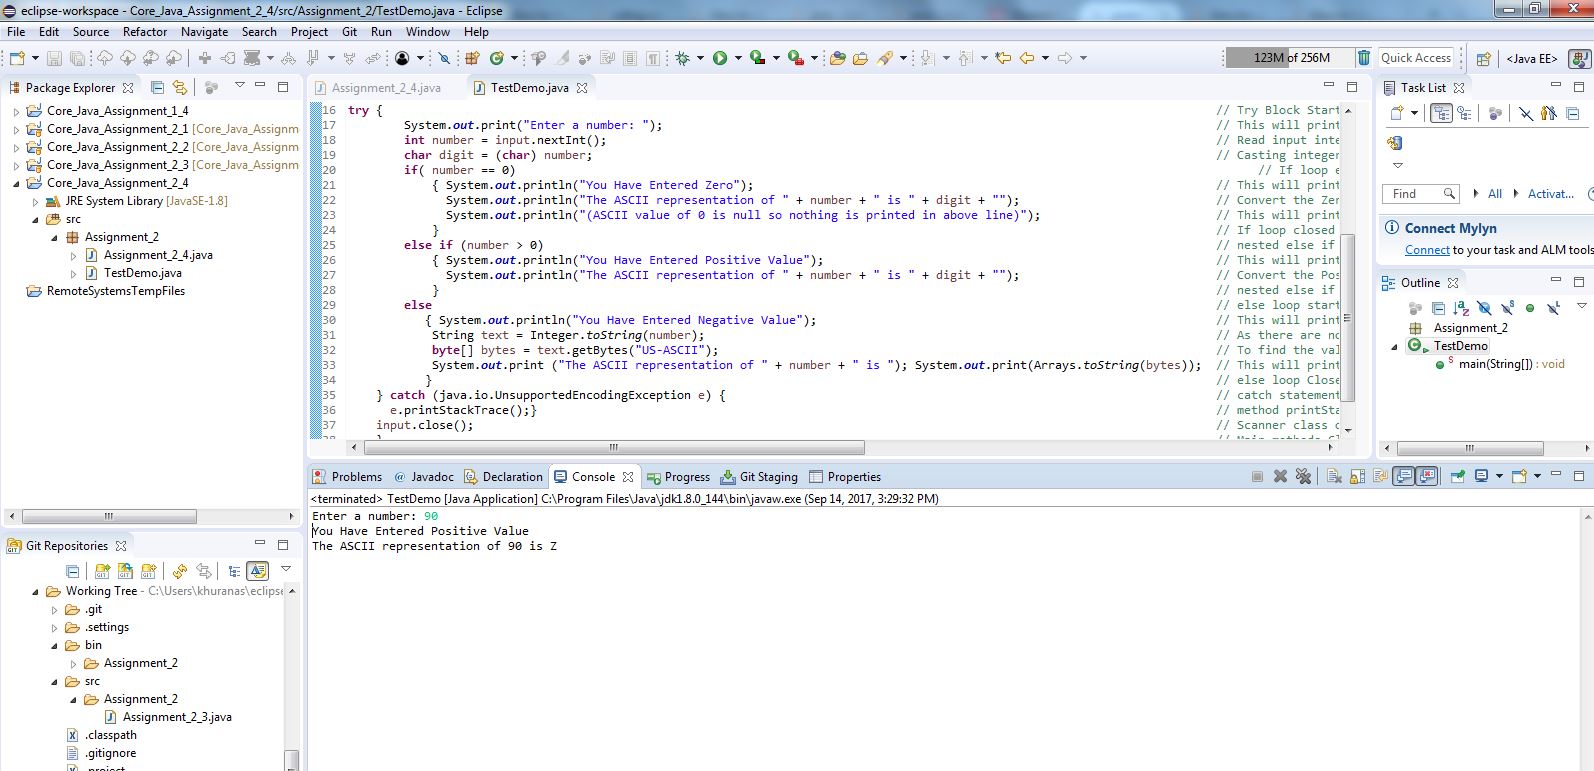 eclipse-workspace - Core_Java_Assignment_2_4/src/Assignment_2/TestDemo.java - Eclipse
File Edit Source Refactor Navigate Search Project Git Run Window Help
123M of 256M
Quick Access
<Java EE>
Package Explorer
Core_Java_Assignment_1_4
Core_Java_Assignment_2_1 [Core_Java_Assignm
Core_Java_Assignment_2_2 [Core_Java_Assignm
Core_Java_Assignment_2_3 [Core_Java_Assignm
Core_Java_Assignment_2_4
JRE System Library [JavaSE-1.8]
src
Assignment_2
Assignment_2_4.java
TestDemo.java
RemoteSystemsTempFiles
Assignment_2_4.java TestDemo.java
16 try { // Try Block Start
17 System.out.print("Enter a number: "); // This will print
18 int number = input.nextInt(); // Read input inte
19 char digit = (char) number; // Casting integer
20 if( number == 0) // If loop e
21 { System.out.println("You Have Entered Zero"); // This will print
22 System.out.println("The ASCII representation of " + number + " is " + digit + ""); // Convert the Zer
23 System.out.println("(ASCII value of 0 is null so nothing is printed in above line)"); // This will print
24 } // If loop closed
25 else if (number > 0) // nested else if
26 { System.out.println("You Have Entered Positive Value"); // This will print
27 System.out.println("The ASCII representation of " + number + " is " + digit + ""); // Convert the Pos
28 } // nested else if
29 else // else loop start
30 { System.out.println("You Have Entered Negative Value"); // This will print
31 String text = Integer.toString(number); // As there are no
32 byte[] bytes = text.getBytes("US-ASCII"); // To find the val
33 System.out.print ("The ASCII representation of " + number + " is "); System.out.print(Arrays.toString(bytes)); // This will print
34 } // else loop Close
35 } catch (java.io.UnsupportedEncodingException e) { // catch statement
36 e.printStackTrace();} // method printSta
37 input.close(); // Scanner class c
Task List
Find All Activat...
Connect Mylyn
Connect to your task and ALM tools
Outline
Assignment_2
TestDemo
main(String[]) : void
Problems @ Javadoc Declaration Console Progress Git Staging Properties
<terminated> TestDemo [Java Application] C:\Program Files\Java\jdk1.8.0_144\bin\javaw.exe (Sep 14, 2017, 3:29:32 PM)
Enter a number: 90
You Have Entered Positive Value
The ASCII representation of 90 is Z
Git Repositories
Working Tree - C:\Users\khuranas\eclipse
.git
.settings
bin
Assignment_2
src
Assignment_2
Assignment_2_3.java
.classpath
.gitignore